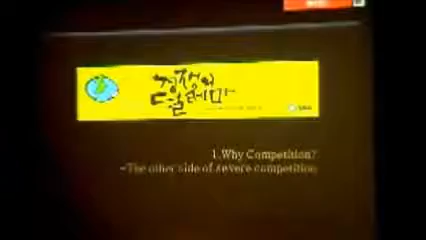 경쟁의
딜레마
1.Why Competition?
-The other side of severe competition